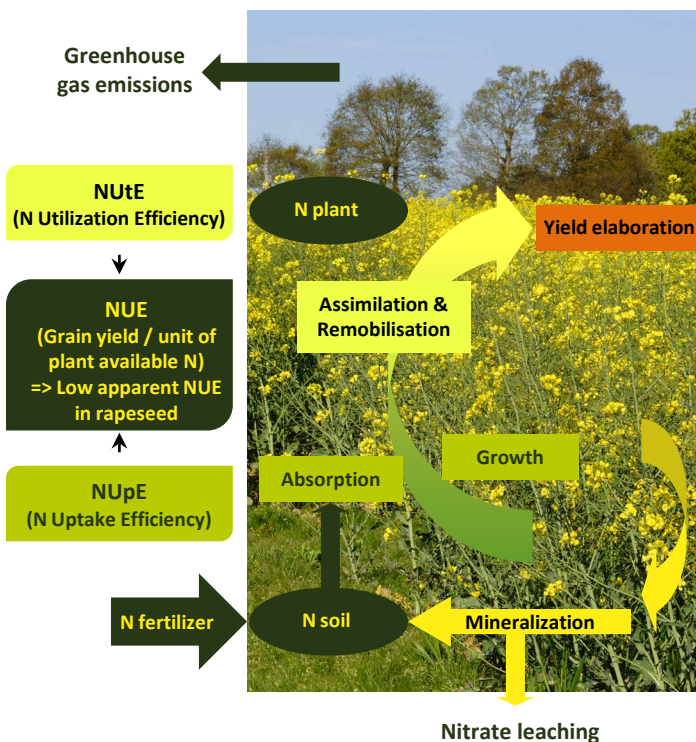 Greenhouse
gas emissions
NUtE
(N Utilization Efficiency)
N plant
Yield elaboration
NUE
(Grain yield / unit of
plant available N)
=> Low apparent NUE
in rapeseed
Assimilation &
Remobilisation
Growth
Absorption
NUpE
(N Uptake Efficiency)
N fertilizer
N soil
Mineralization
Nitrate leaching